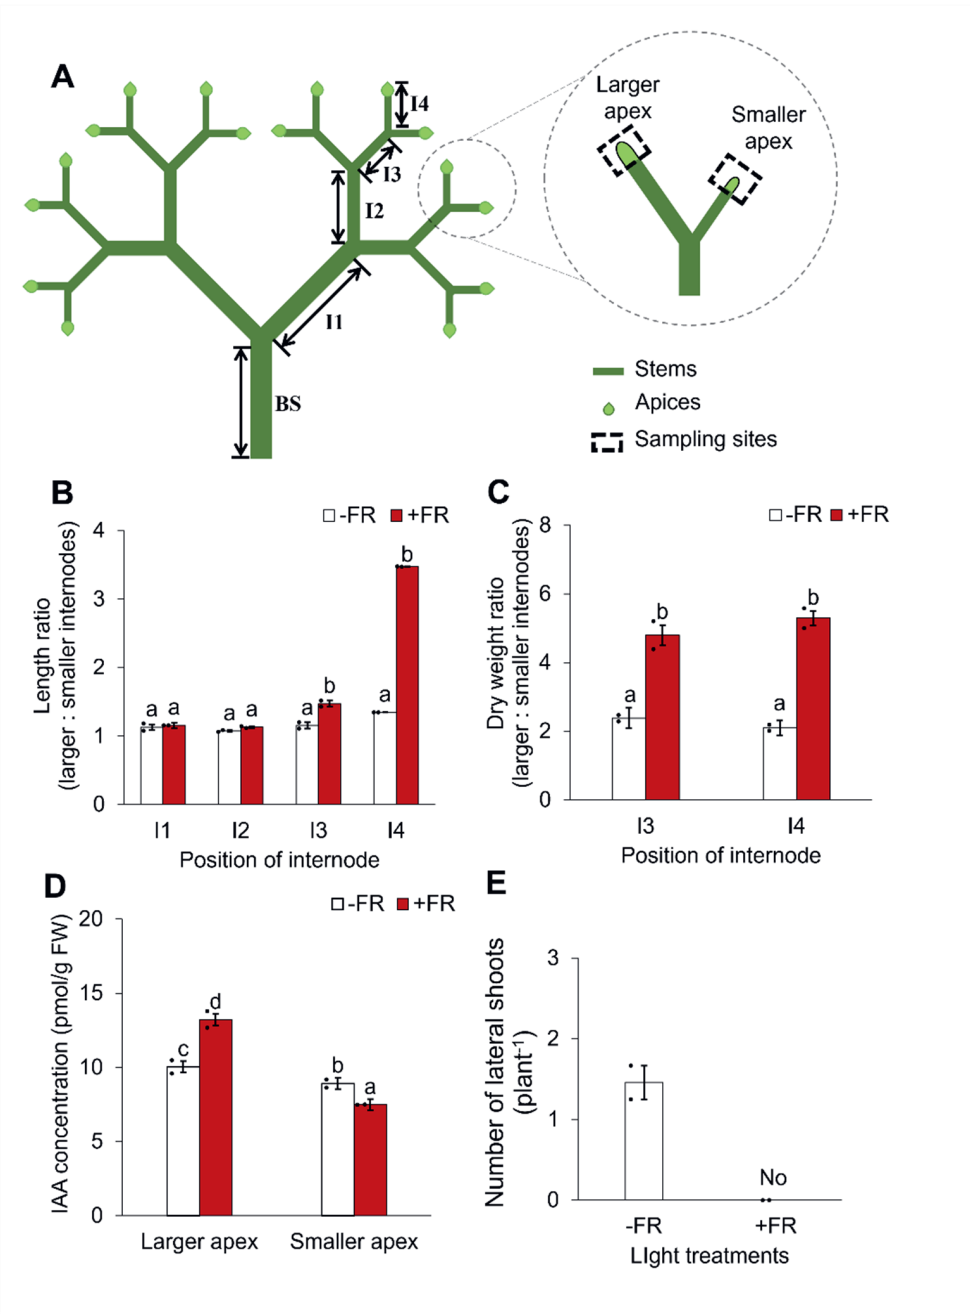 A
I4
I3
I2
I1
BS
Larger
apex
Smaller
apex
Stems
Apices
Sampling sites
B
-FR +FR
Length ratio
(larger : smaller internodes)
4
3
2
1
0
a a a a a b a b
I1 I2 I3 I4
Position of internode
C
-FR +FR
Dry weight ratio
(larger : smaller internodes)
8
6
4
2
0
a b a b
I3 I4
Position of internode
D
-FR +FR
IAA concentration (pmol/g FW)
20
15
10
5
0
c d b a
Larger apex Smaller apex
E
Number of lateral shoots
(plant-1)
3
2
1
0
No
-FR +FR
LIght treatments